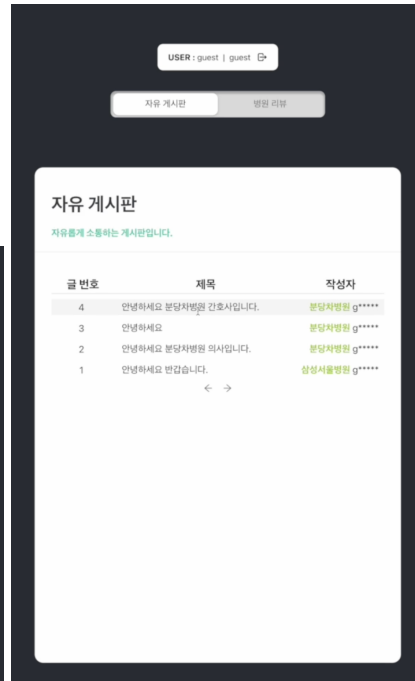 USER : guest | guest
자유 게시판 병원 리뷰
자유 게시판
자유롭게 소통하는 게시판입니다.
글 번호 제목 작성자
4 안녕하세요 분당차병원 간호사입니다. 분당차병원 g*****
3 안녕하세요 분당차병원 g*****
2 안녕하세요 분당차병원 의사입니다. 분당차병원 g*****
1 안녕하세요 반갑습니다. 삼성서울병원 g*****
← →